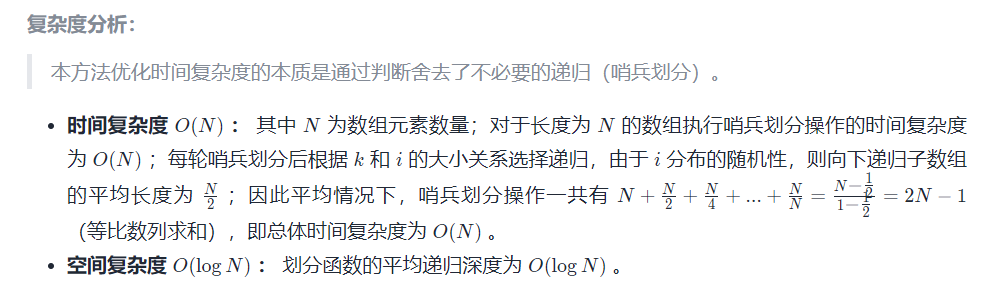 复杂度分析：
本方法优化时间复杂度的本质是通过判断舍去了不必要的递归（哨兵划分）。
• 时间复杂度 O(N)： 其中 N 为数组元素数量；对于长度为 N 的数组执行哨兵划分操作的时间复杂度
为 O(N)；每轮哨兵划分后根据 k 和 i 的大小关系选择递归，由于 i 分布的随机性，则向下递归子数组
的平均长度为 N/2；因此平均情况下，哨兵划分操作一共有 N + N/2 + N/4 + ... + N/N = (N − 1/2)/(1 − 1/2) = 2N − 1
（等比数列求和），即总体时间复杂度为 O(N)。
• 空间复杂度 O(log N)： 划分函数的平均递归深度为 O(log N)。